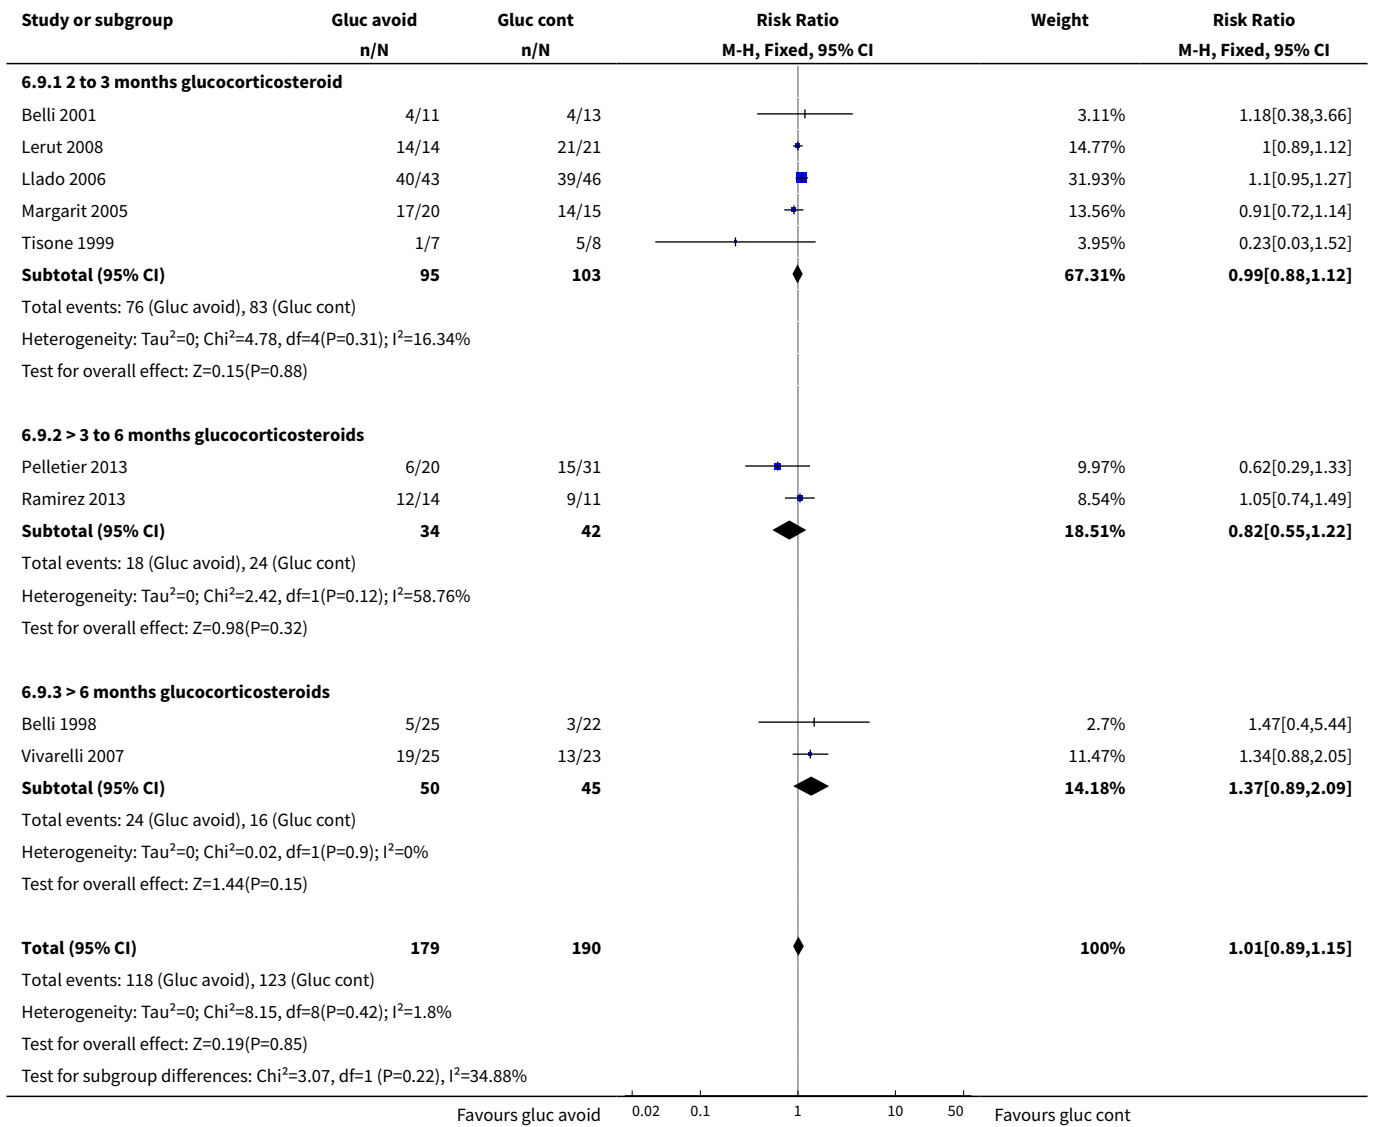 Study or subgroup Gluc avoid Gluc cont Risk Ratio Weight Risk Ratio
n/N n/N M-H, Fixed, 95% CI M-H, Fixed, 95% CI
6.9.1 2 to 3 months glucocorticosteroid
Belli 2001 4/11 4/13 3.11% 1.18[0.38,3.66]
Lerut 2008 14/14 21/21 14.77% 1[0.89,1.12]
Llado 2006 40/43 39/46 31.93% 1.1[0.95,1.27]
Margarit 2005 17/20 14/15 13.56% 0.91[0.72,1.14]
Tisone 1999 1/7 5/8 3.95% 0.23[0.03,1.52]
Subtotal (95% CI) 95 103 67.31% 0.99[0.88,1.12]
Total events: 76 (Gluc avoid), 83 (Gluc cont)
Heterogeneity: Tau²=0; Chi²=4.78, df=4(P=0.31); I²=16.34%
Test for overall effect: Z=0.15(P=0.88)
6.9.2 > 3 to 6 months glucocorticosteroids
Pelletier 2013 6/20 15/31 9.97% 0.62[0.29,1.33]
Ramirez 2013 12/14 9/11 8.54% 1.05[0.74,1.49]
Subtotal (95% CI) 34 42 18.51% 0.82[0.55,1.22]
Total events: 18 (Gluc avoid), 24 (Gluc cont)
Heterogeneity: Tau²=0; Chi²=2.42, df=1(P=0.12); I²=58.76%
Test for overall effect: Z=0.98(P=0.32)
6.9.3 > 6 months glucocorticosteroids
Belli 1998 5/25 3/22 2.7% 1.47[0.4,5.44]
Vivarelli 2007 19/25 13/23 11.47% 1.34[0.88,2.05]
Subtotal (95% CI) 50 45 14.18% 1.37[0.89,2.09]
Total events: 24 (Gluc avoid), 16 (Gluc cont)
Heterogeneity: Tau²=0; Chi²=0.02, df=1(P=0.9); I²=0%
Test for overall effect: Z=1.44(P=0.15)
Total (95% CI) 179 190 100% 1.01[0.89,1.15]
Total events: 118 (Gluc avoid), 123 (Gluc cont)
Heterogeneity: Tau²=0; Chi²=8.15, df=8(P=0.42); I²=1.8%
Test for overall effect: Z=0.19(P=0.85)
Test for subgroup differences: Chi²=3.07, df=1 (P=0.22), I²=34.88%
Favours gluc avoid 0.02 0.1 1 10 50 Favours gluc cont